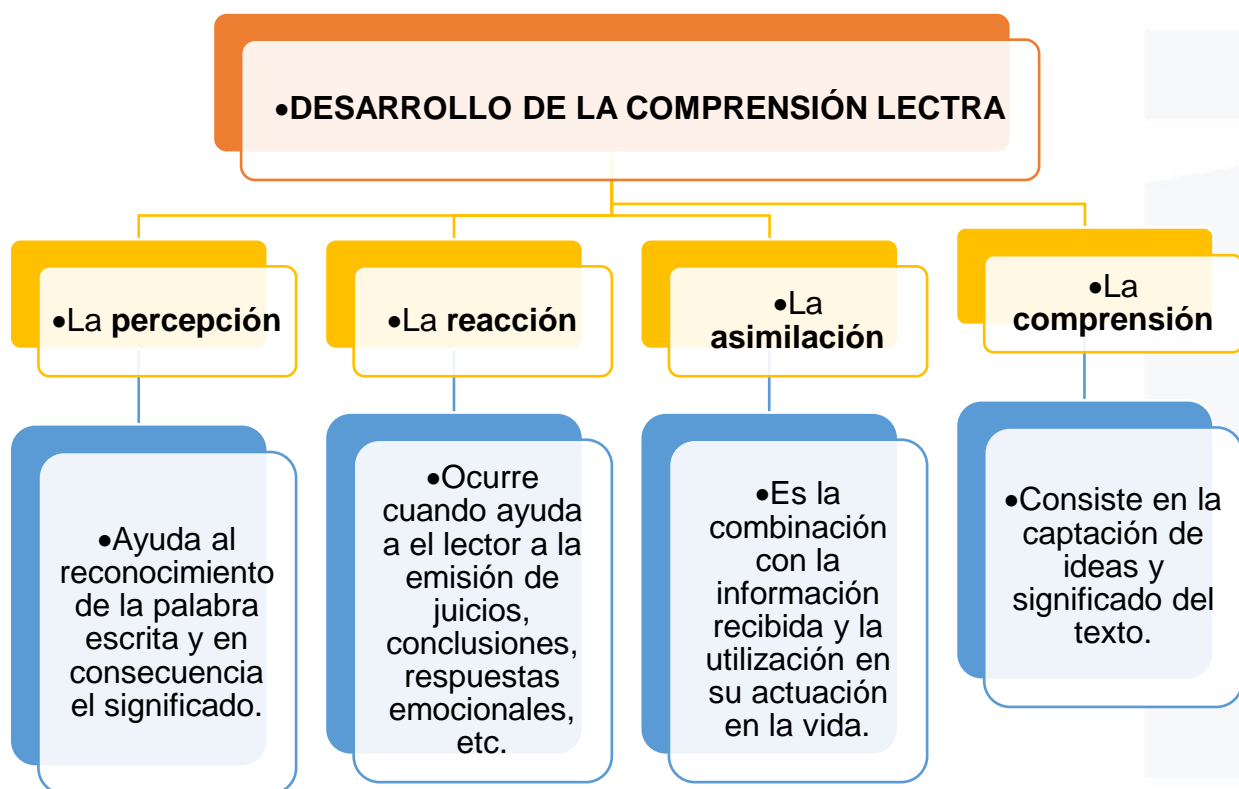 •DESARROLLO DE LA COMPRENSIÓN LECTRA
•La percepción
•Ayuda al
reconocimiento
de la palabra
escrita y en
consecuencia
el significado.
•La reacción
•Ocurre
cuando ayuda
a el lector a la
emisión de
juicios,
conclusiones,
respuestas
emocionales,
etc.
•La
asimilación
•Es la
combinación
con la
información
recibida y la
utilización en
su actuación
en la vida.
•La
comprensión
•Consiste en la
captación de
ideas y
significado del
texto.